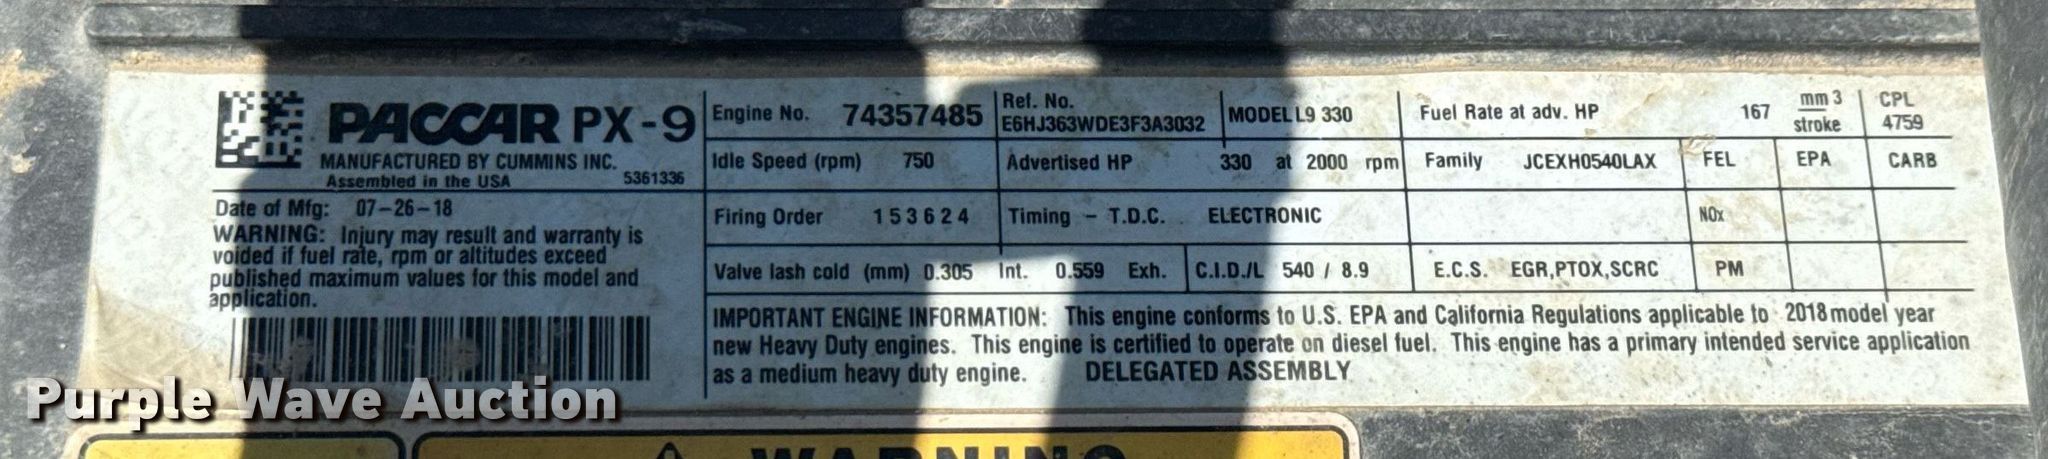 PACCAR PX-9
MANUFACTURED BY CUMMINS INC.
Assembled in the USA 5361336
Date of Mfg: 07-26-18
WARNING: Injury may result and warranty is
voided if fuel rate, rpm or altitudes exceed
published maximum values for this model and
application.
Engine No. 74357485
Ref. No.
E6HJ363WDE3F3A3032
MODEL L9 330
Fuel Rate at adv. HP 167 mm3
stroke
CPL
4759
Idle Speed (rpm) 750
Advertised HP 330 at 2000 rpm
Family JCEXH0540LAX
FEL EPA CARB
Firing Order 1 5 3 6 2 4
Timing - T.D.C. ELECTRONIC
NOx
Valve lash cold (mm) 0.305 Int. 0.559 Exh.
C.I.D./L 540 / 8.9
E.C.S. EGR,PTOX,SCRC
PM
IMPORTANT ENGINE INFORMATION: This engine conforms to U.S. EPA and California Regulations applicable to 2018 model year
new Heavy Duty engines. This engine is certified to operate on diesel fuel. This engine has a primary intended service application
as a medium heavy duty engine. DELEGATED ASSEMBLY
Purple Wave Auction
WARNING